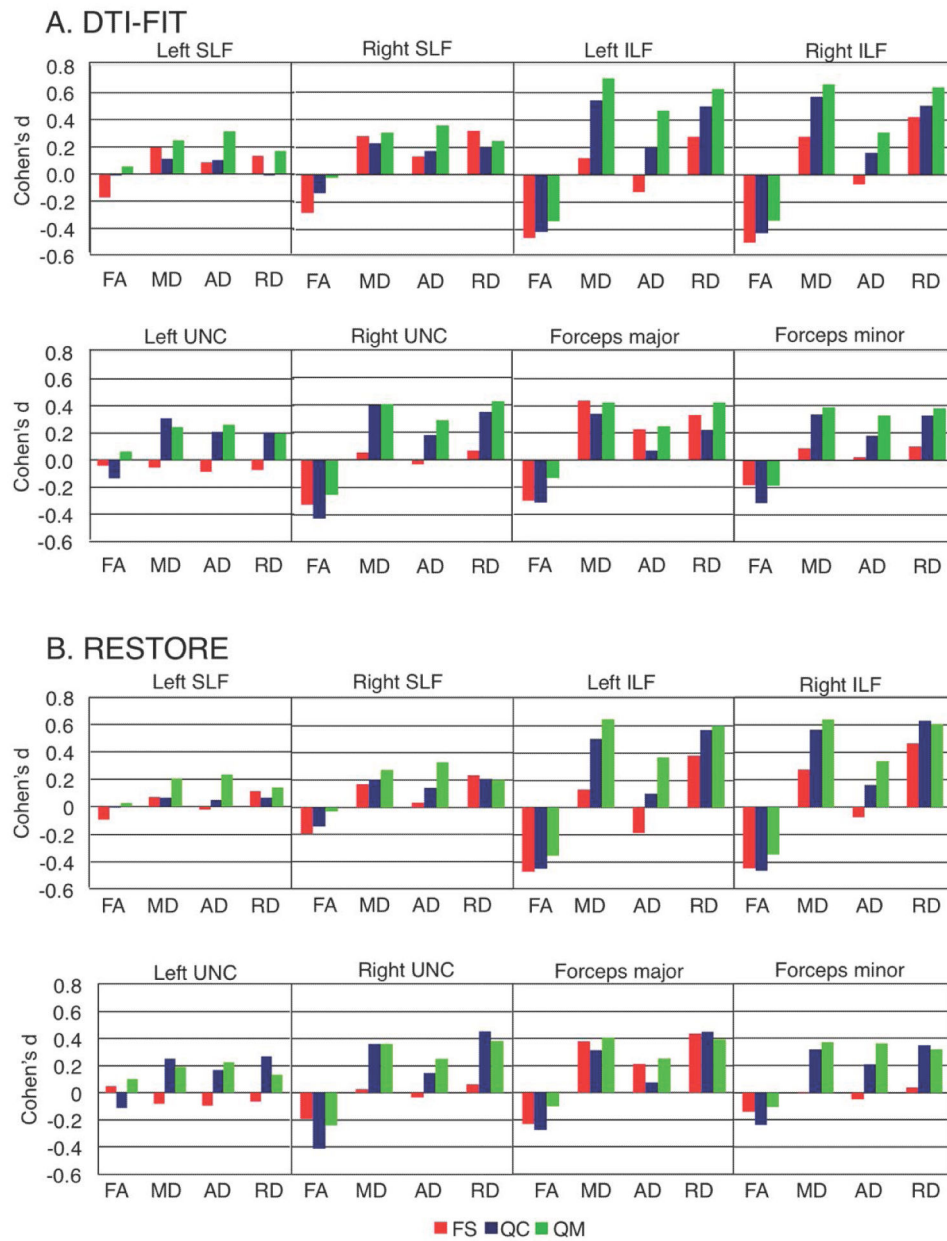 A. DTI-FIT
Left SLF Right SLF Left ILF Right ILF
0.8
0.6
0.4
0.2
0.0
-0.2
-0.4
-0.6
Cohen's d
FA MD AD RD FA MD AD RD FA MD AD RD FA MD AD RD
Left UNC Right UNC Forceps major Forceps minor
0.8
0.6
0.4
0.2
0.0
-0.2
-0.4
-0.6
Cohen's d
FA MD AD RD FA MD AD RD FA MD AD RD FA MD AD RD
B. RESTORE
Left SLF Right SLF Left ILF Right ILF
0.8
0.6
0.4
0.2
0
-0.2
-0.4
-0.6
Cohen's d
FA MD AD RD FA MD AD RD FA MD AD RD FA MD AD RD
Left UNC Right UNC Forceps major Forceps minor
0.8
0.6
0.4
0.2
0
-0.2
-0.4
-0.6
Cohen's d
FA MD AD RD FA MD AD RD FA MD AD RD FA MD AD RD
FS QC QM